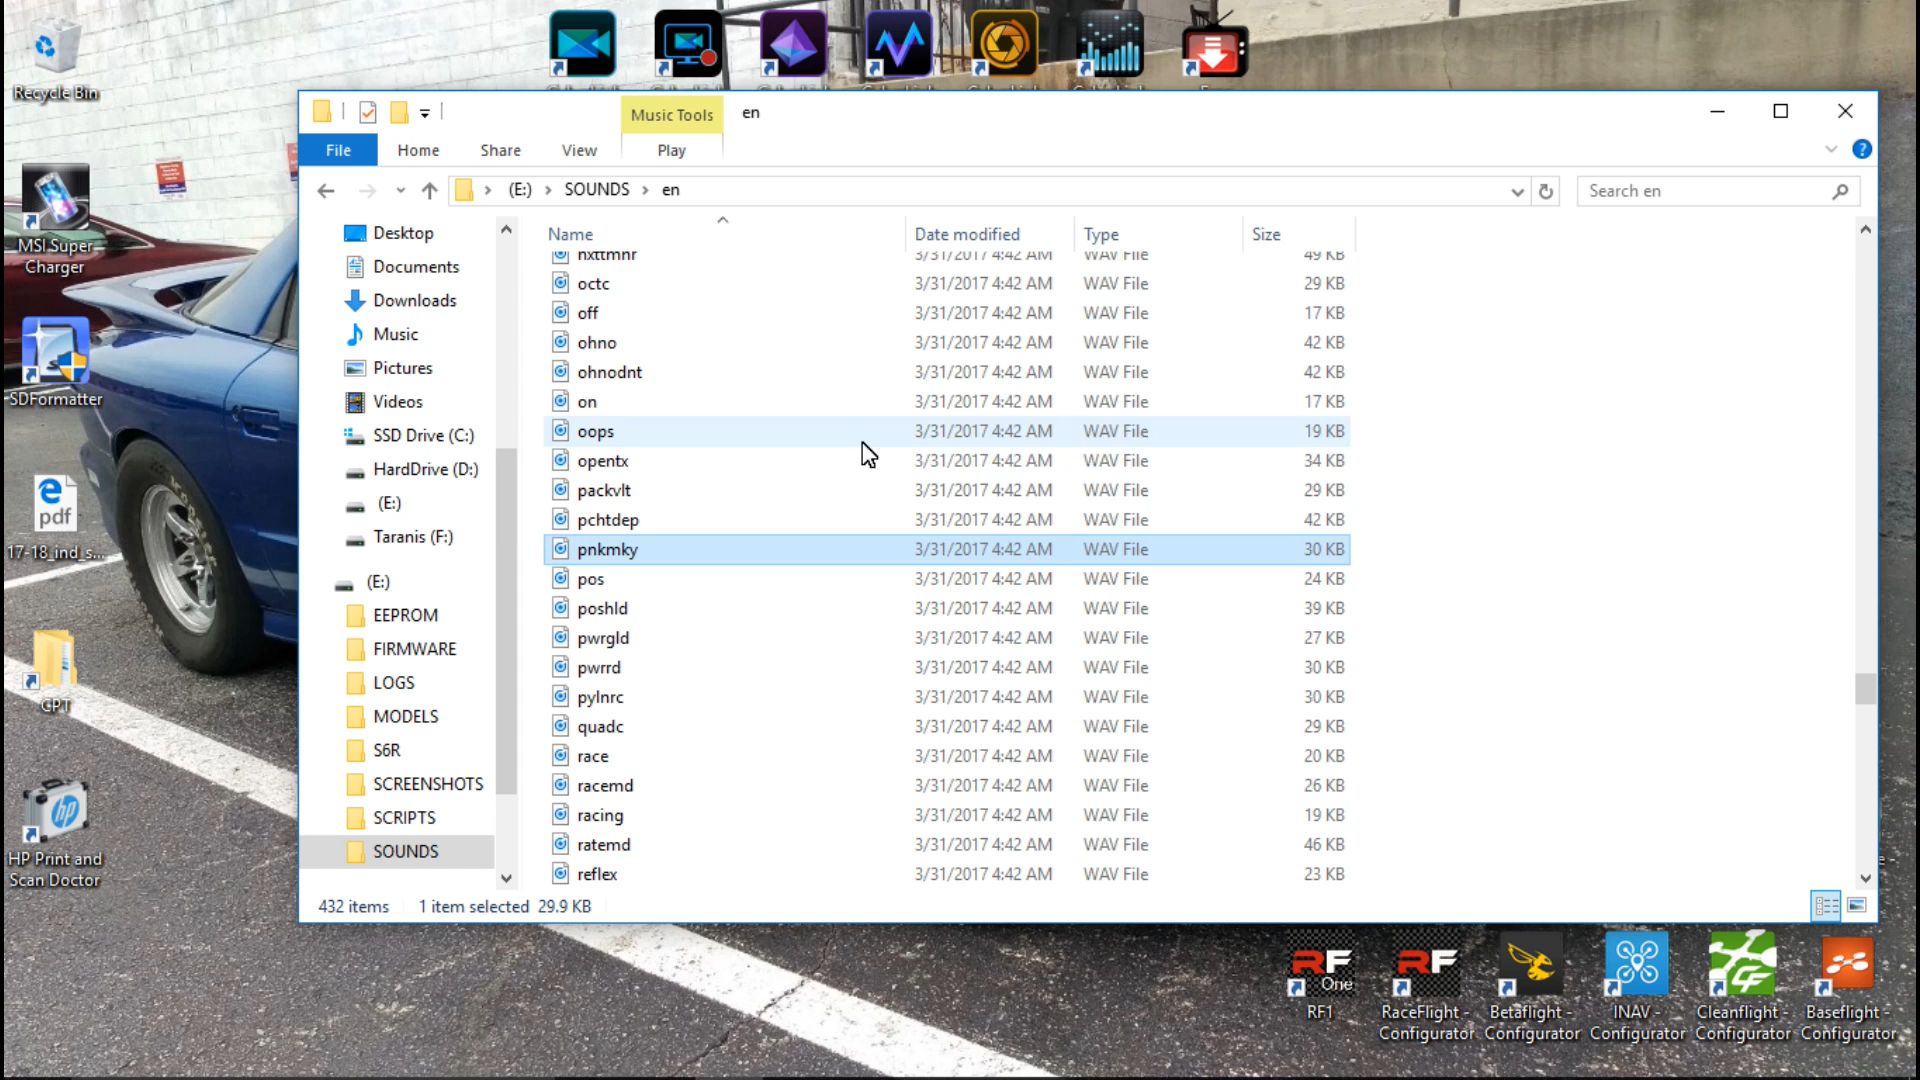 Recycle Bin
MSI Super
Charger
SDFormatter
17-18_ind_s...
CPT
HP Print and
Scan Doctor
Music Tools
en
File
Home
Share
View
Play
(E:) > SOUNDS > en
Search en
Desktop
Documents
Downloads
Music
Pictures
Videos
SSD Drive (C:)
HardDrive (D:)
(E:)
Taranis (F:)
(E:)
EEPROM
FIRMWARE
LOGS
MODELS
S6R
SCREENSHOTS
SCRIPTS
SOUNDS
Name Date modified Type Size
nxttmr 3/31/2017 4:42 AM WAV File 49 KB
octc 3/31/2017 4:42 AM WAV File 29 KB
off 3/31/2017 4:42 AM WAV File 17 KB
ohno 3/31/2017 4:42 AM WAV File 42 KB
ohnodnt 3/31/2017 4:42 AM WAV File 42 KB
on 3/31/2017 4:42 AM WAV File 17 KB
oops 3/31/2017 4:42 AM WAV File 19 KB
opentx 3/31/2017 4:42 AM WAV File 34 KB
packvlt 3/31/2017 4:42 AM WAV File 29 KB
pchtdep 3/31/2017 4:42 AM WAV File 42 KB
pnkmky 3/31/2017 4:42 AM WAV File 30 KB
pos 3/31/2017 4:42 AM WAV File 24 KB
poshld 3/31/2017 4:42 AM WAV File 39 KB
pwrgld 3/31/2017 4:42 AM WAV File 27 KB
pwrrd 3/31/2017 4:42 AM WAV File 30 KB
pylnrc 3/31/2017 4:42 AM WAV File 30 KB
quadc 3/31/2017 4:42 AM WAV File 29 KB
race 3/31/2017 4:42 AM WAV File 20 KB
racemd 3/31/2017 4:42 AM WAV File 26 KB
racing 3/31/2017 4:42 AM WAV File 19 KB
ratemd 3/31/2017 4:42 AM WAV File 46 KB
reflex 3/31/2017 4:42 AM WAV File 23 KB
432 items 1 item selected 29.9 KB
RF One
RF1
RF
RaceFlight -
Configurator
Betaflight -
Configurator
INAV -
Configurator
CF
Cleanflight -
Configurator
Baseflight -
Configurator
pdf
hp